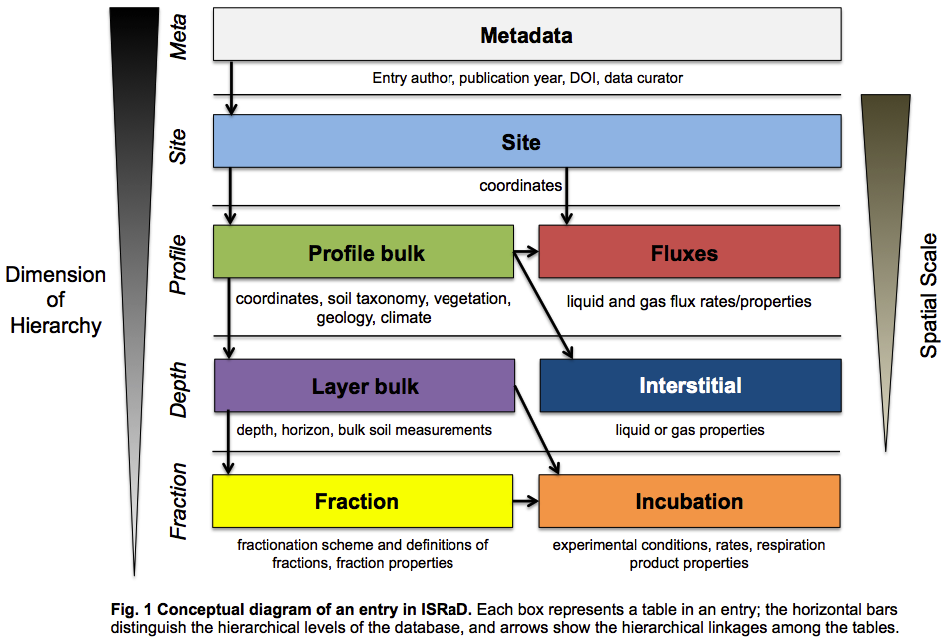 Meta
Metadata
Entry author, publication year, DOI, data curator
Site
Site
coordinates
Profile
Profile bulk
Fluxes
coordinates, soil taxonomy, vegetation,
geology, climate
liquid and gas flux rates/properties
Dimension
of
Hierarchy
Spatial Scale
Depth
Layer bulk
Interstitial
depth, horizon, bulk soil measurements
liquid or gas properties
Fraction
Fraction
Incubation
fractionation scheme and definitions of
fractions, fraction properties
experimental conditions, rates, respiration
product properties
Fig. 1 Conceptual diagram of an entry in ISRaD. Each box represents a table in an entry; the horizontal bars
distinguish the hierarchical levels of the database, and arrows show the hierarchical linkages among the tables.